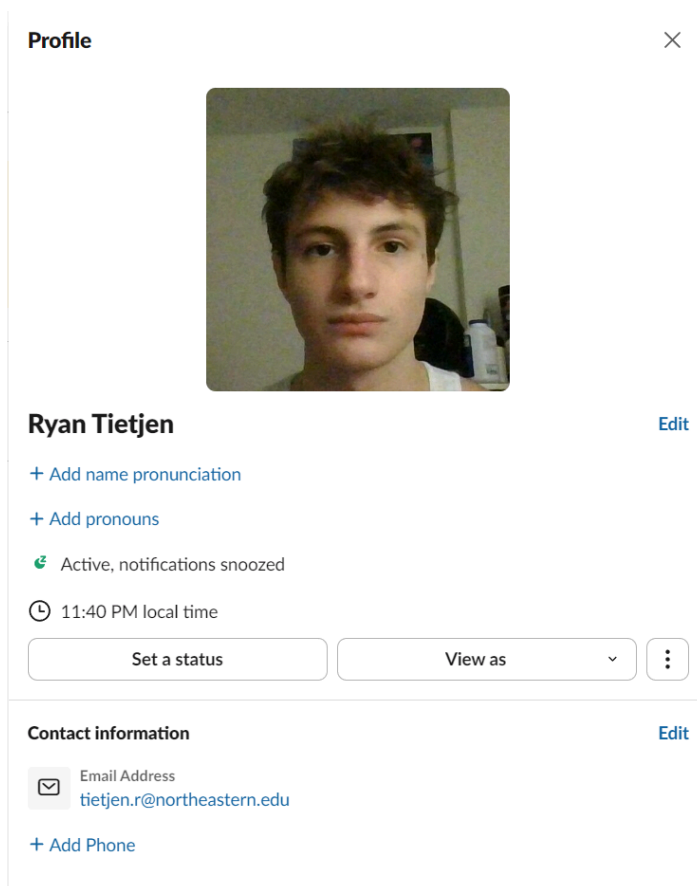 Profile
Ryan Tietjen
Edit
+ Add name pronunciation
+ Add pronouns
Active, notifications snoozed
11:40 PM local time
Set a status
View as
Contact information
Edit
Email Address
tietjen.r@northeastern.edu
+ Add Phone